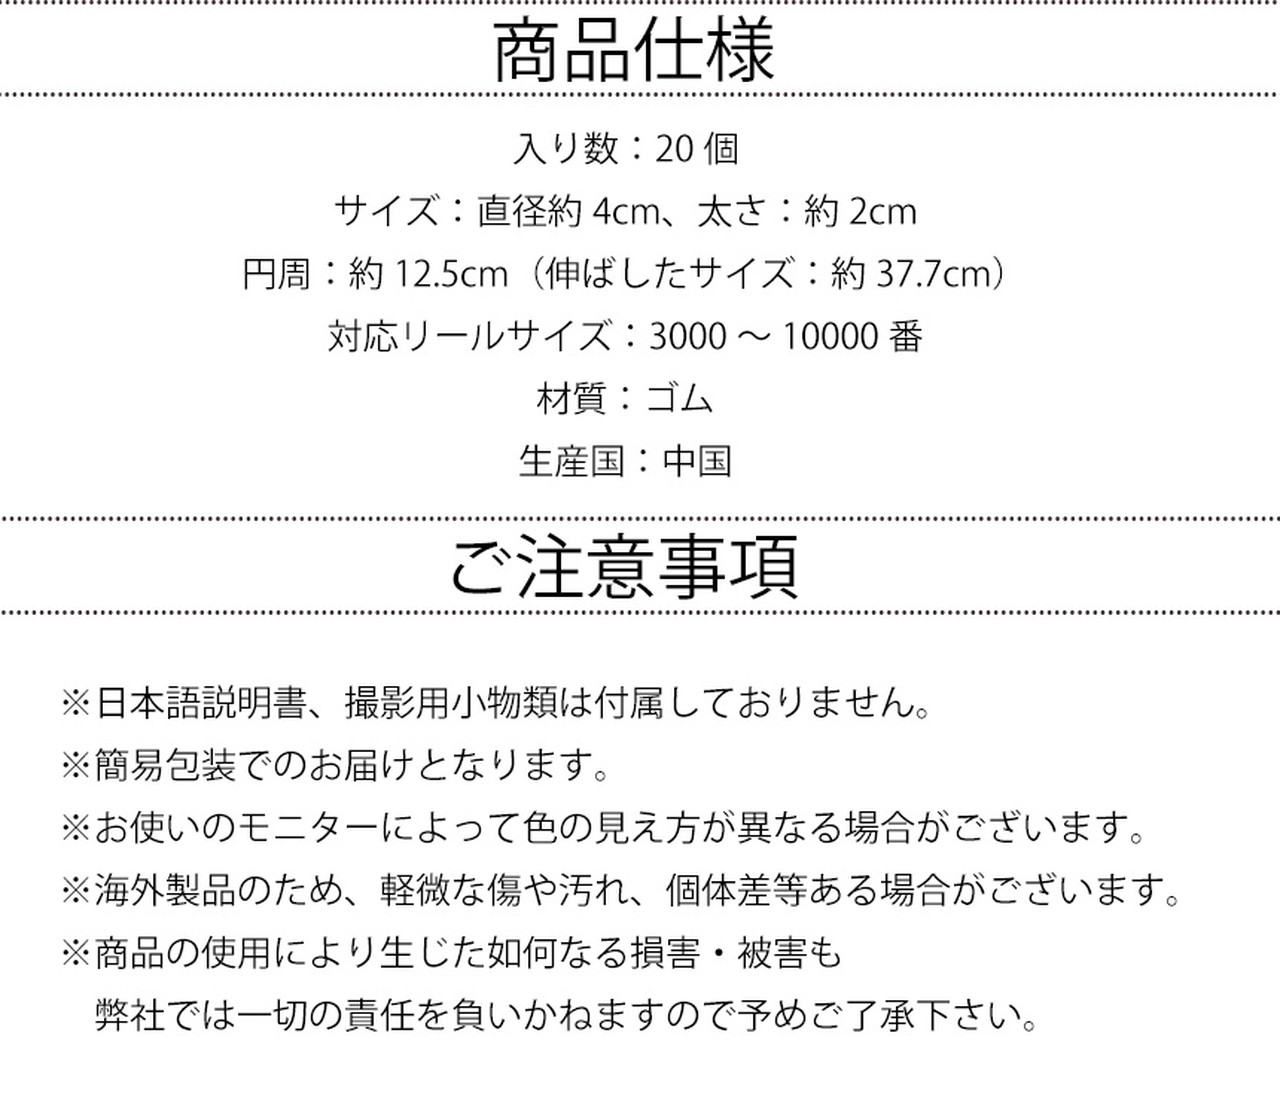 商品仕様
入り数：20 個
サイズ：直径約 4cm、太さ：約 2cm
円周：約 12.5cm（伸ばしたサイズ：約 37.7cm）
対応リールサイズ：3000 ～ 10000 番
材質：ゴム
生産国：中国
ご注意事項
※日本語説明書、撮影用小物類は付属しておりません。
※簡易包装でのお届けとなります。
※お使いのモニターによって色の見え方が異なる場合がございます。
※海外製品のため、軽微な傷や汚れ、個体差等ある場合がございます。
※商品の使用により生じた如何なる損害・被害も
弊社では一切の責任を負いかねますので予めご了承下さい。